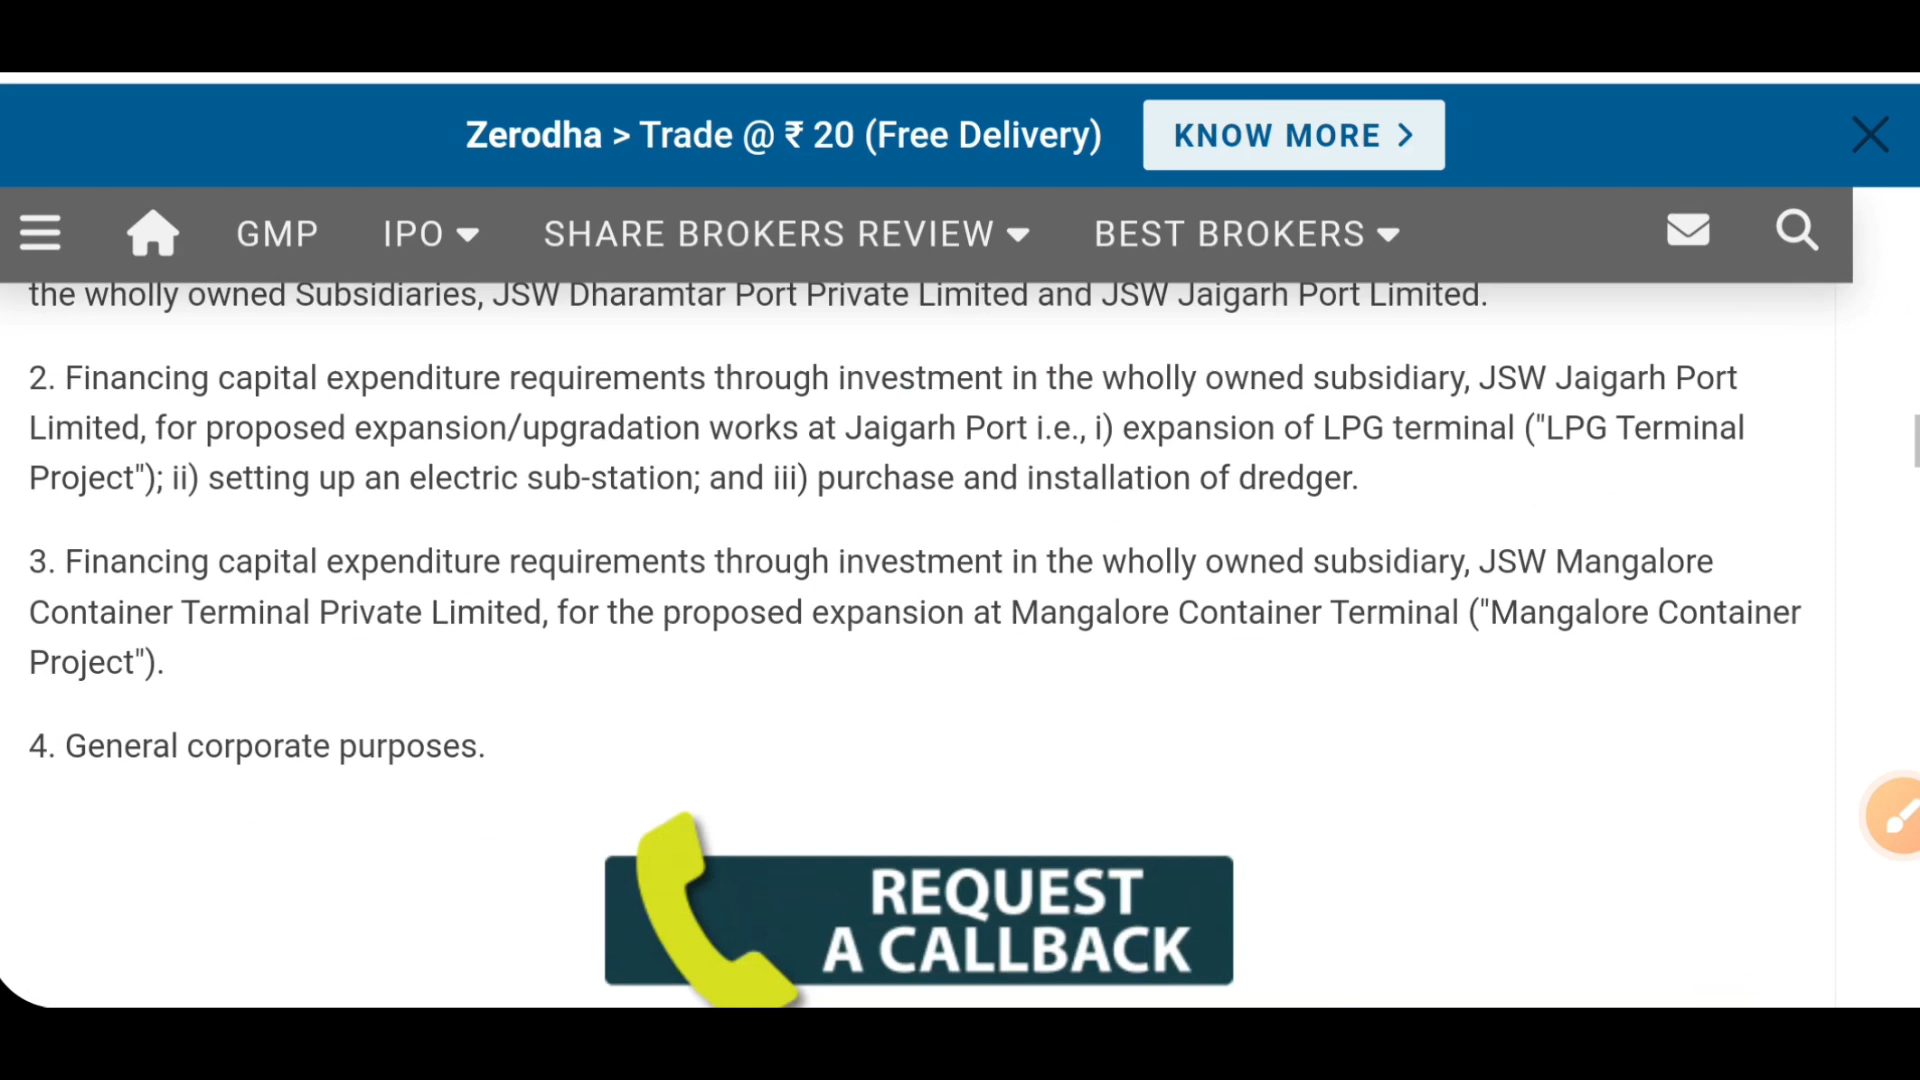 Zerodha > Trade @ ₹ 20 (Free Delivery)
KNOW MORE >
GMP
IPO
SHARE BROKERS REVIEW
BEST BROKERS
the wholly owned Subsidiaries, JSW Dharamtar Port Private Limited and JSW Jaigarh Port Limited.
2. Financing capital expenditure requirements through investment in the wholly owned subsidiary, JSW Jaigarh Port
Limited, for proposed expansion/upgradation works at Jaigarh Port i.e., i) expansion of LPG terminal ("LPG Terminal
Project"); ii) setting up an electric sub-station; and iii) purchase and installation of dredger.
3. Financing capital expenditure requirements through investment in the wholly owned subsidiary, JSW Mangalore
Container Terminal Private Limited, for the proposed expansion at Mangalore Container Terminal ("Mangalore Container
Project").
4. General corporate purposes.
REQUEST
A CALLBACK